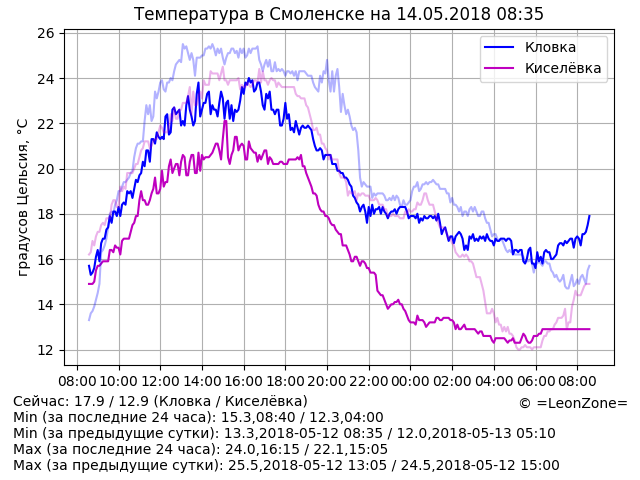 Температура в Смоленске на 14.05.2018 08:35
Кловка
Киселёвка
градусов Цельсия, °C
26
24
22
20
18
16
14
12
08:00 10:00 12:00 14:00 16:00 18:00 20:00 22:00 00:00 02:00 04:00 06:00 08:00
© =LeonZone=
Сейчас: 17.9 / 12.9 (Кловка / Киселёвка)
Min (за последние 24 часа): 15.3,08:40 / 12.3,04:00
Min (за предыдущие сутки): 13.3,2018-05-12 08:35 / 12.0,2018-05-13 05:10
Max (за последние 24 часа): 24.0,16:15 / 22.1,15:05
Max (за предыдущие сутки): 25.5,2018-05-12 13:05 / 24.5,2018-05-12 15:00